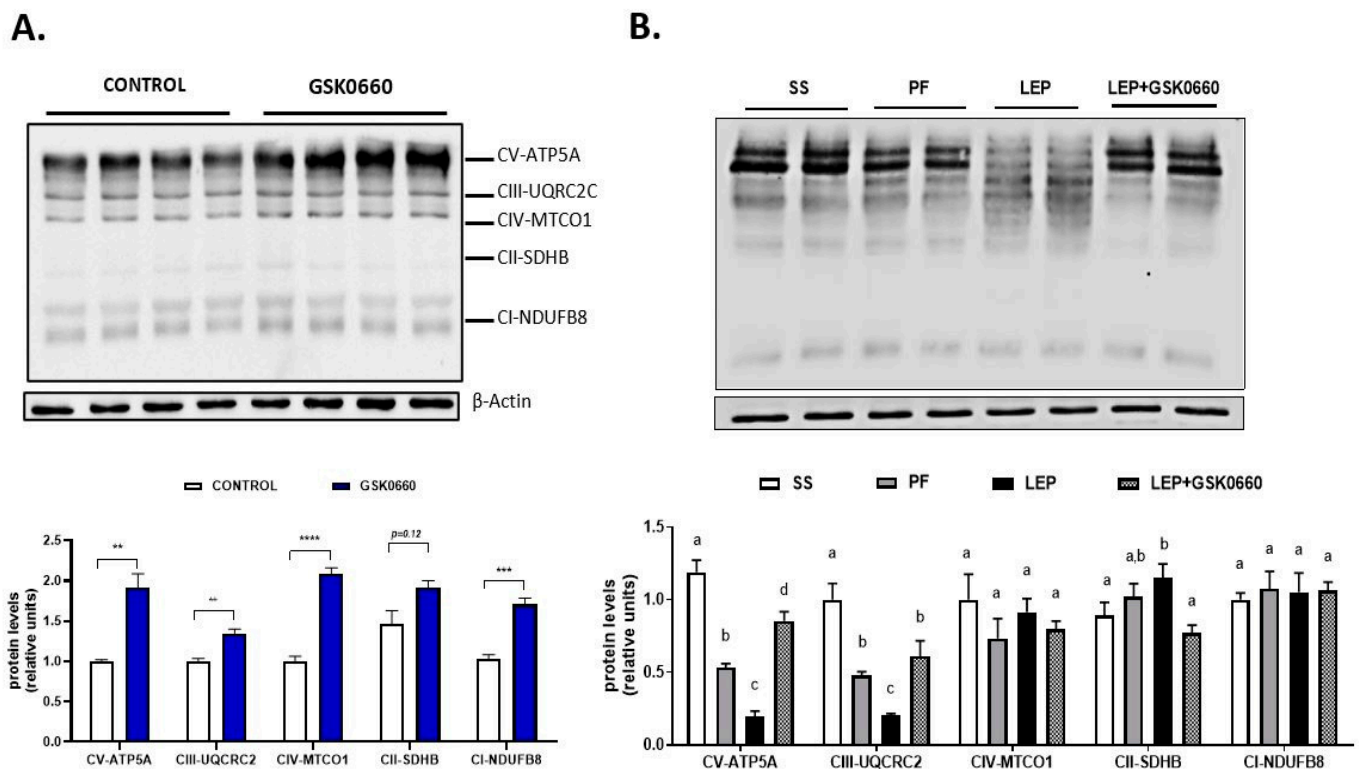 A.
CONTROL GSK0660
CV-ATP5A
CIII-UQRC2C
CIV-MTCO1
CII-SDHB
CI-NDUFB8
β-Actin
CONTROL GSK0660
protein levels
(relative units)
2.5
2.0
1.5
1.0
0.5
0.0
** ** **** p=0.12 ***
CV-ATP5A CIII-UQCRC2 CIV-MTCO1 CII-SDHB CI-NDUFB8
B.
SS PF LEP LEP+GSK0660
SS PF LEP LEP+GSK0660
protein levels
(relative units)
1.5
1.0
0.5
0.0
a b c d a b c b a a a a a a,b b a a a a a
CV-ATP5A CIII-UQCRC2 CIV-MTCO1 CII-SDHB CI-NDUFB8